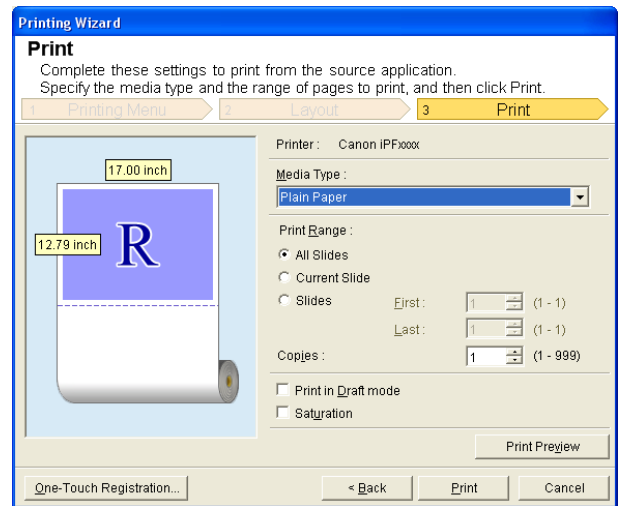 Printing Wizard
Print
Complete these settings to print from the source application.
Specify the media type and the range of pages to print, and then click Print.
1 Printing Menu 2 Layout 3 Print
Printer : Canon iPFxxxx
17.00 inch
Media Type :
Plain Paper
12.79 inch
R
Print Range :
All Slides
Current Slide
Slides First : 1 (1 - 1)
Last : 1 (1 - 1)
Copies : 1 (1 - 999)
Print in Draft mode
Saturation
Print Preview
One-Touch Registration... < Back Print Cancel